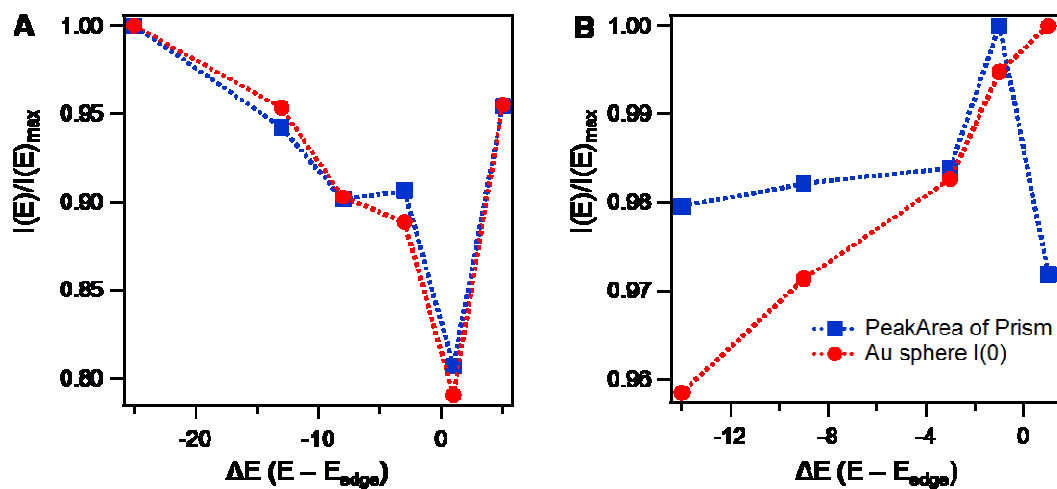 A
I(E)/I(E)max
1.00
0.95
0.90
0.85
0.80
-20
-10
0
ΔE (E – Eedge)
B
I(E)/I(E)max
1.00
0.99
0.98
0.97
0.96
-12
-8
-4
0
ΔE (E – Eedge)
PeakArea of Prism
Au sphere I(0)